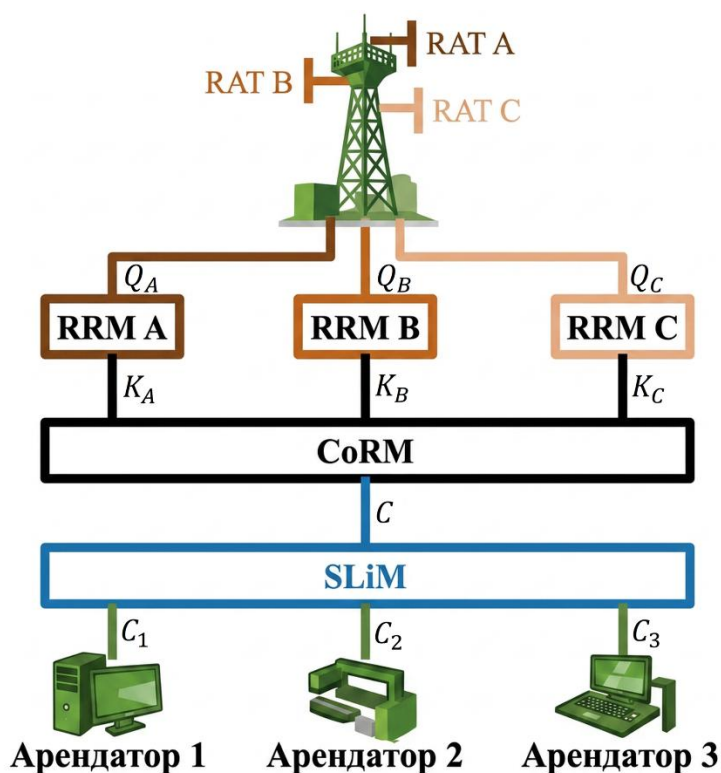 RAT A
RAT B
RAT C
Q_A
Q_B
Q_C
RRM A
RRM B
RRM C
K_A
K_B
K_C
CoRM
C
SLiM
C_1
C_2
C_3
Арендатор 1
Арендатор 2
Арендатор 3